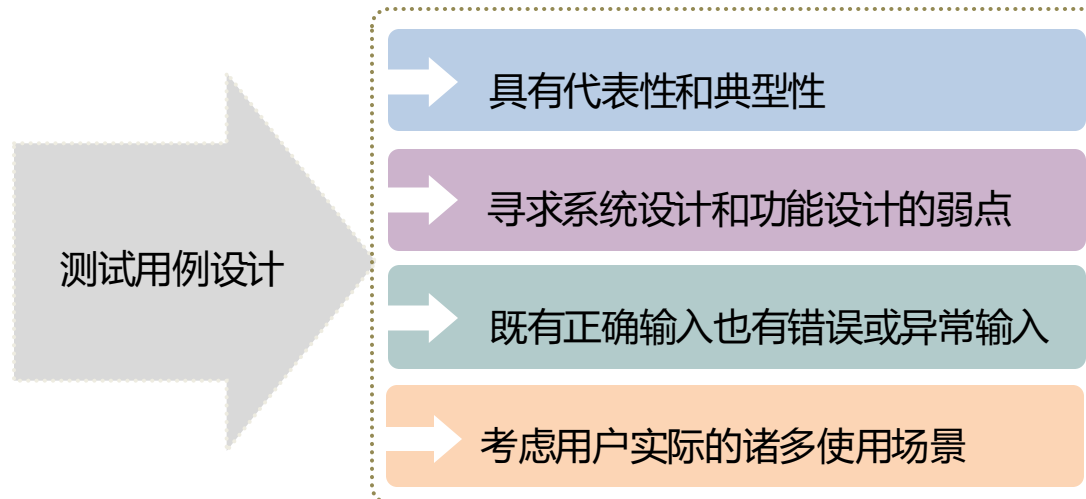 测试用例设计
具有代表性和典型性
寻求系统设计和功能设计的弱点
既有正确输入也有错误或异常输入
考虑用户实际的诸多使用场景